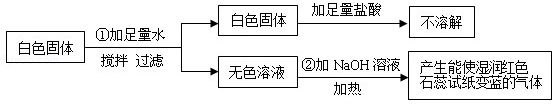 白色固体
①加足量水
搅拌 过滤
白色固体
加足量盐酸
不溶解
无色溶液
②加 NaOH 溶液
加热
产生能使湿润红色
石蕊试纸变蓝的气体